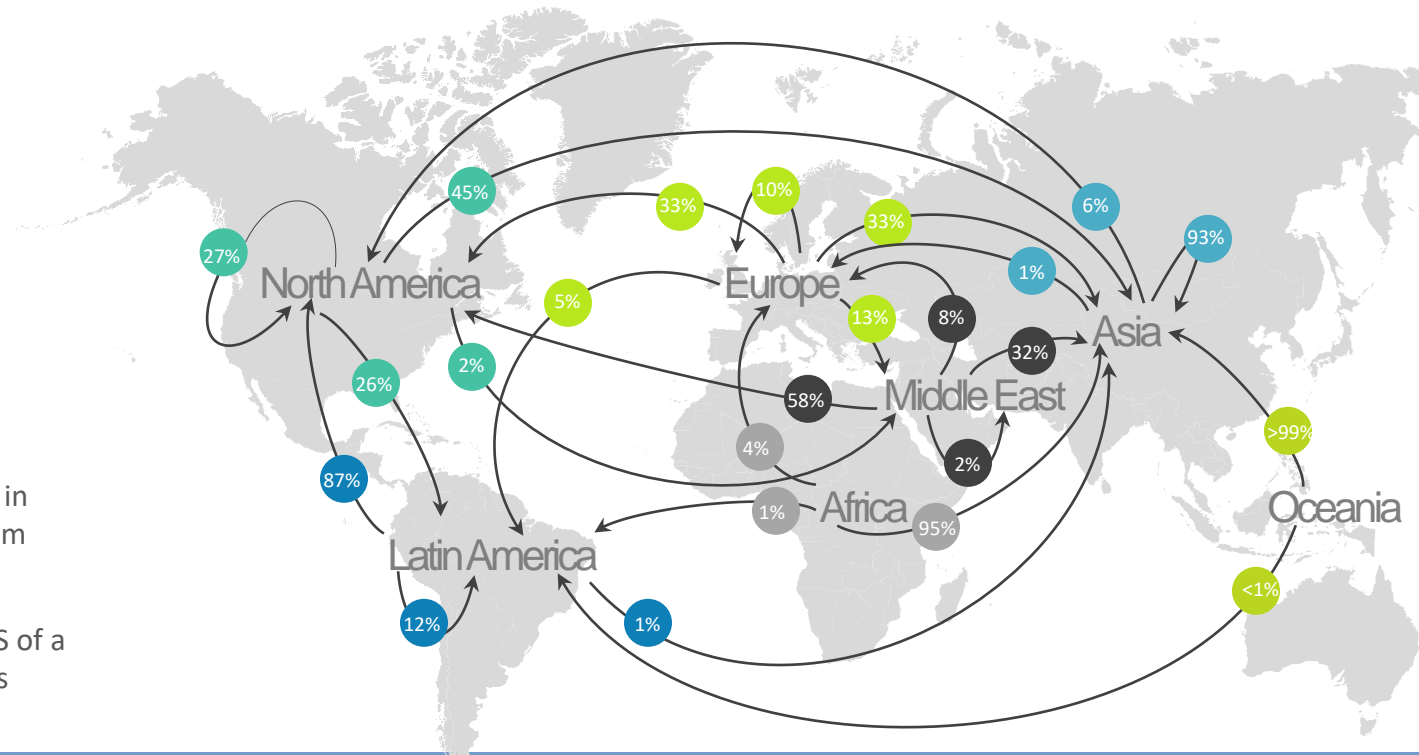 6%
45%
10%
33%
33%
93%
27%
1%
North America
Europe
5%
13%
8%
Asia
32%
2%
26%
58%
Middle East
>99%
4%
2%
87%
in
m
1%
Africa
95%
Oceania
Latin America
<1%
12%
1%
S of a
s